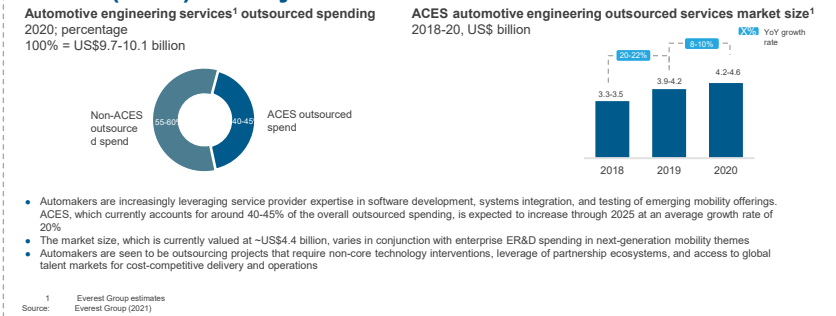 Automotive engineering services1 outsourced spending
2020; percentage
100% = US$9.7-10.1 billion
Non-ACES
outsource
d spend
55-60%
40-45%
ACES outsourced
spend
ACES automotive engineering outsourced services market size1
2018-20, US$ billion
X% YoY growth
rate
20-22%
8-10%
3.3-3.5
3.9-4.2
4.2-4.6
2018
2019
2020
● Automakers are increasingly leveraging service provider expertise in software development, systems integration, and testing of emerging mobility offerings.
ACES, which currently accounts for around 40-45% of the overall outsourced spending, is expected to increase through 2025 at an average growth rate of
20%
● The market size, which is currently valued at ~US$4.4 billion, varies in conjunction with enterprise ER&D spending in next-generation mobility themes
● Automakers are seen to be outsourcing projects that require non-core technology interventions, leverage of partnership ecosystems, and access to global
talent markets for cost-competitive delivery and operations
1 Everest Group estimates
Source: Everest Group (2021)